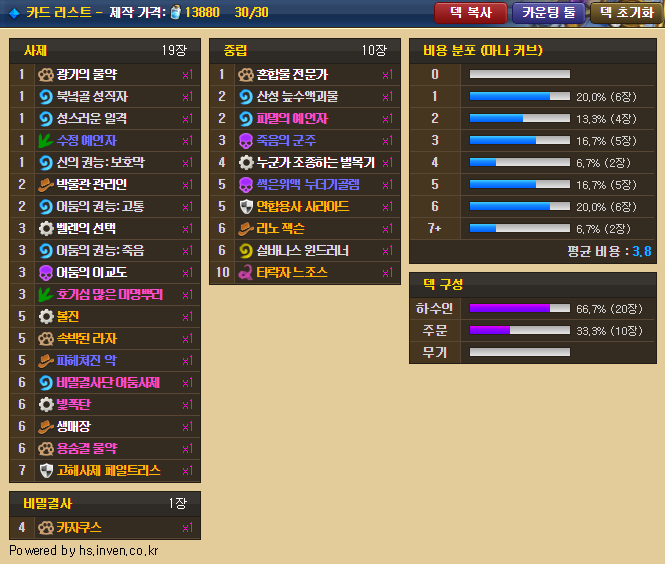 카드 리스트 - 제작 가격: 13880 30/30
덱 복사 카운팅 툴 덱 초기화
사제 19장
1 광기의 물약 x1
1 북녘골 성직자 x1
1 성스러운 일격 x1
1 수정 예언자 x1
1 신의 권능: 보호막 x1
2 박물관 관리인 x1
2 어둠의 권능: 고통 x1
3 벨렌의 선택 x1
3 어둠의 권능: 죽음 x1
3 어둠의 이교도 x1
3 호기심 많은 미명뿌리 x1
5 볼진 x1
5 속박된 라자 x1
5 파헤쳐진 악 x1
6 비밀결사단 어둠사제 x1
6 빛폭탄 x1
6 생매장 x1
6 용숨결 물약 x1
7 고해사제 페일트리스 x1
비밀결사 1장
4 카자쿠스 x1
Powered by hs.inven.co.kr
중립 10장
1 혼합물 전문가 x1
2 산성 늪수액괴물 x1
2 파멸의 예언자 x1
3 죽음의 군주 x1
4 누군가 조종하는 벌목기 x1
5 썩은위액 누더기골렘 x1
5 연합용사 사라아드 x1
6 리노 잭슨 x1
6 실바나스 윈드러너 x1
10 타락자 느조스 x1
비용 분포 (마나 커브)
0
1 20,0% (6장)
2 13,3% (4장)
3 16,7% (5장)
4 6,7% (2장)
5 16,7% (5장)
6 20,0% (6장)
7+ 6,7% (2장)
평균 비용 : 3,8
덱 구성
하수인 66,7% (20장)
주문 33,3% (10장)
무기